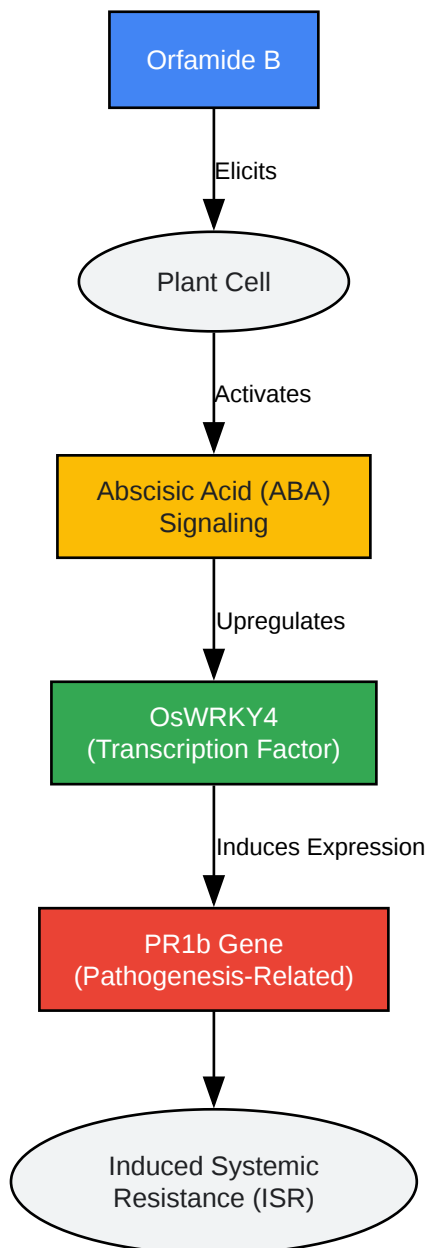 Orfamide B
Elicits
Plant Cell
Activates
Abscisic Acid (ABA)
Signaling
Upregulates
OsWRKY4
(Transcription Factor)
Induces Expression
PR1b Gene
(Pathogenesis-Related)
Induced Systemic
Resistance (ISR)